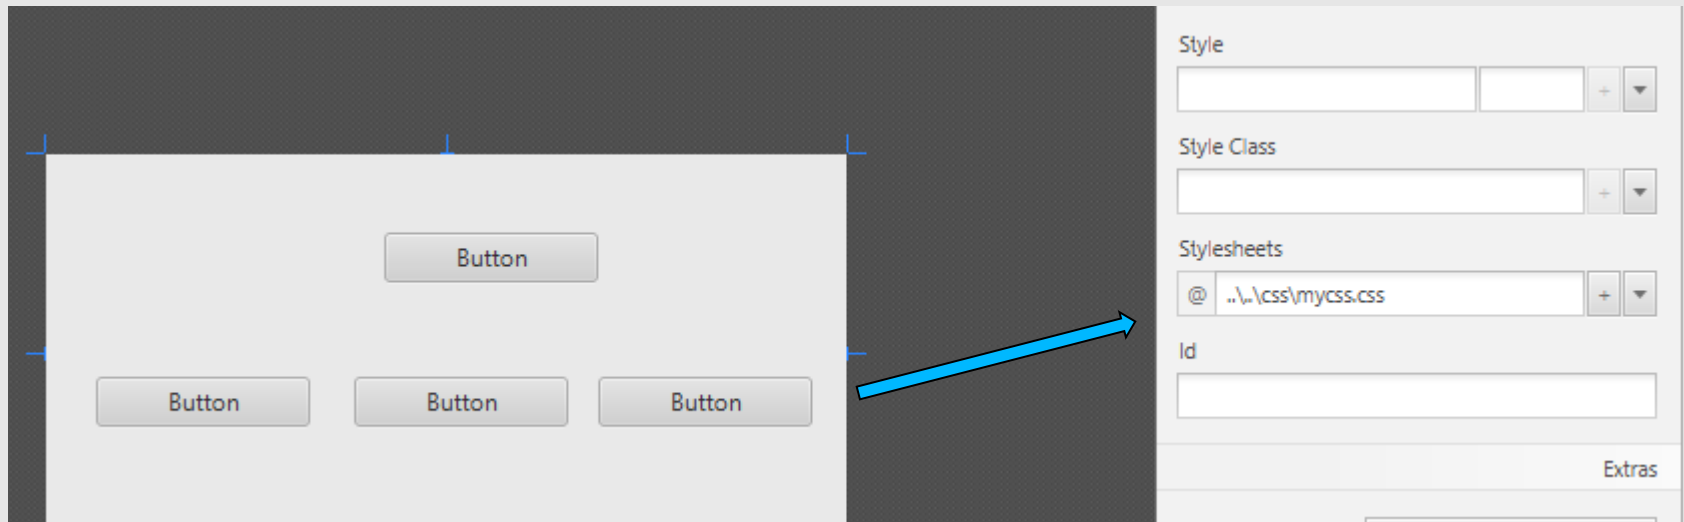 Style
+
Style Class
+
Button
Stylesheets
@ ..\..\css\mycss.css +
Id
Button Button Button
Extras